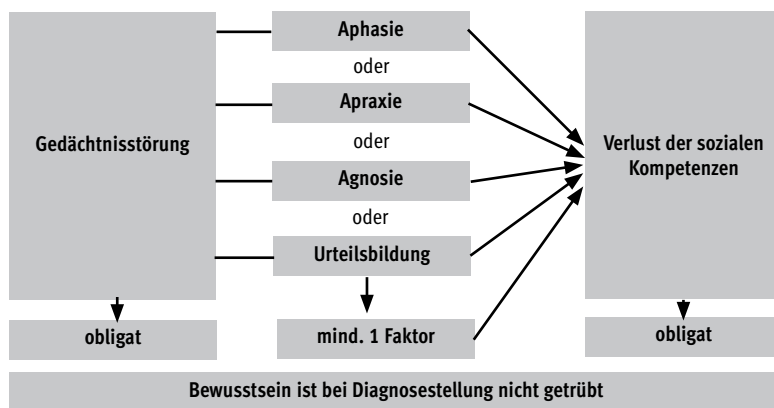 Aphasie
oder
Apraxie
oder
Gedächtnisstörung
Verlust der sozialen
Kompetenzen
Agnosie
oder
Urteilsbildung
obligat
mind. 1 Faktor
obligat
Bewusstsein ist bei Diagnosestellung nicht getrübt